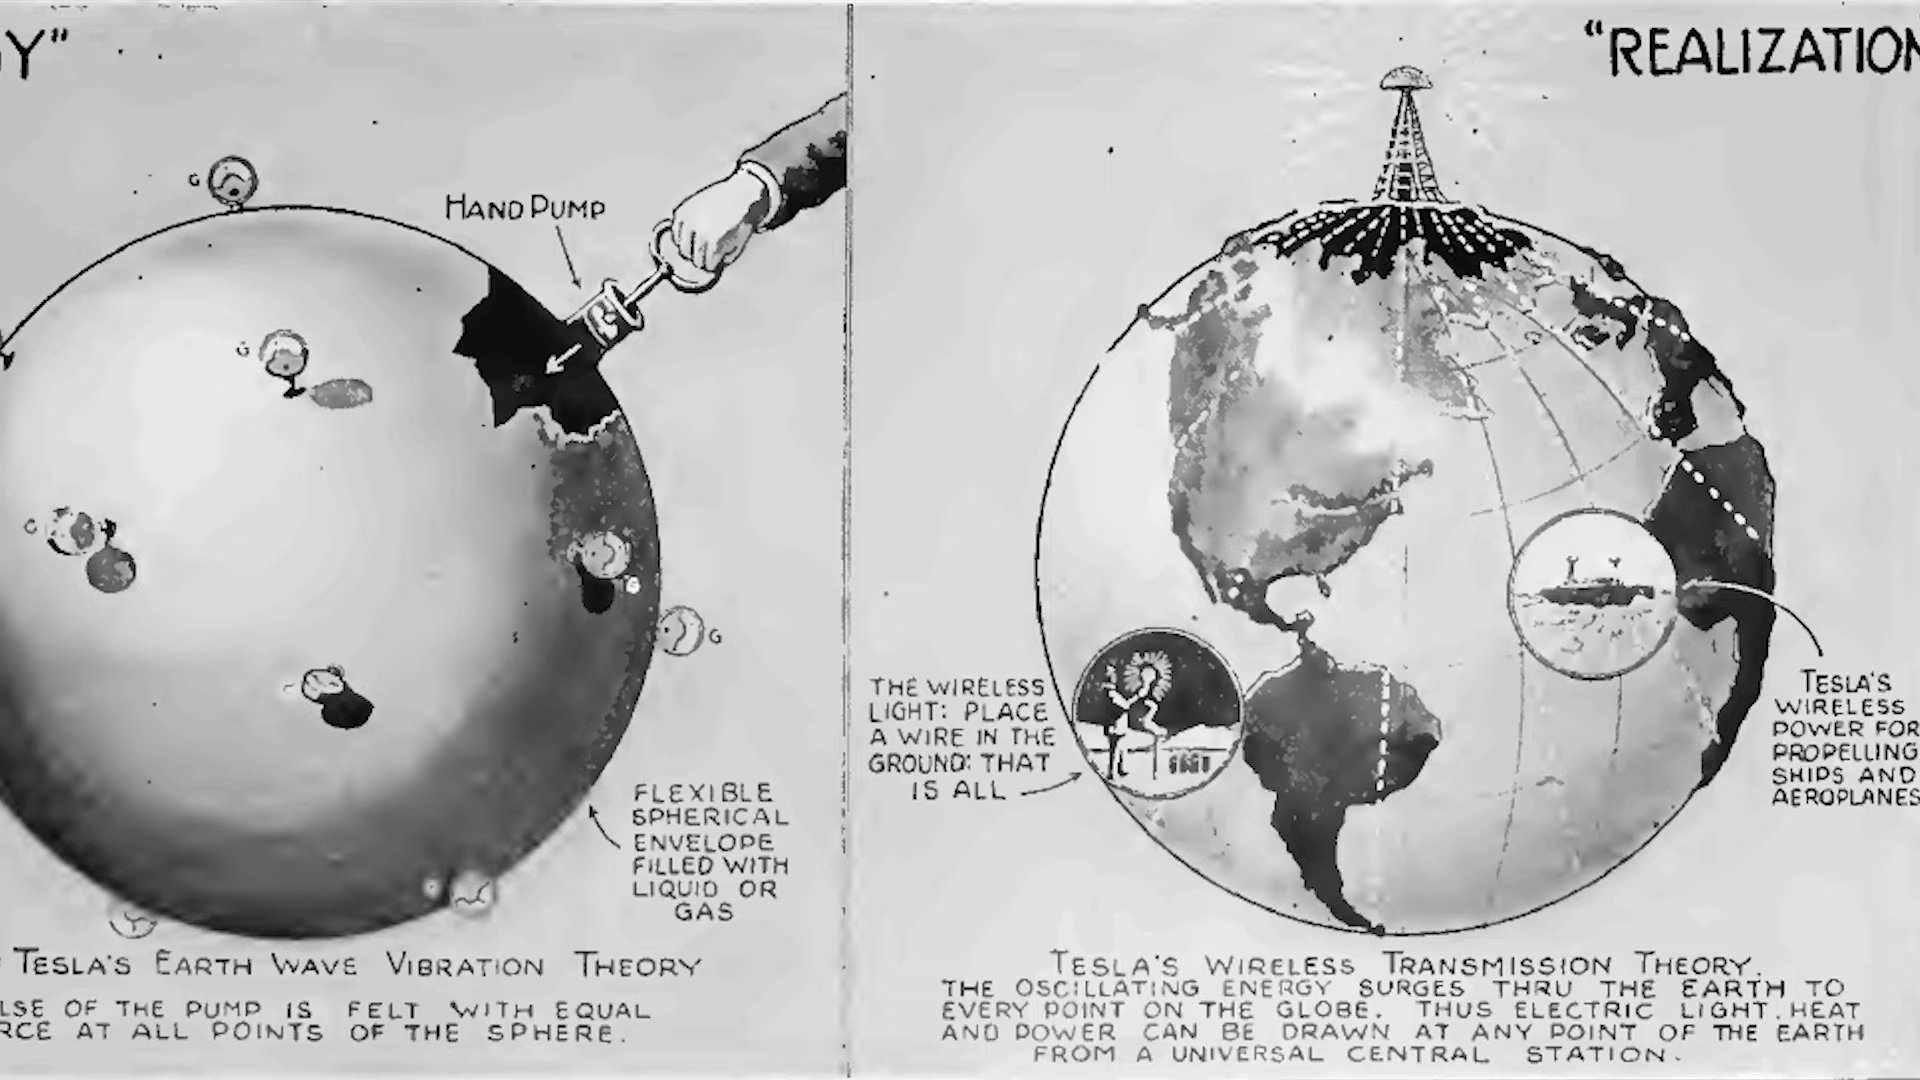 Y"
G
HAND PUMP
G
G
G
G
FLEXIBLE
SPHERICAL
ENVELOPE
FILLED WITH
LIQUID OR
GAS
TESLA'S EARTH WAVE VIBRATION THEORY
LSE OF THE PUMP IS FELT WITH EQUAL
RCE AT ALL POINTS OF THE SPHERE.
"REALIZATION
THE WIRELESS
LIGHT: PLACE
A WIRE IN THE
GROUND: THAT
IS ALL
TESLA'S
WIRELESS
POWER FOR
PROPELLING
SHIPS AND
AEROPLANES
TESLA'S WIRELESS TRANSMISSION THEORY.
THE OSCILLATING ENERGY SURGES THRU THE EARTH TO
EVERY POINT ON THE GLOBE. THUS ELECTRIC LIGHT, HEAT
AND POWER CAN BE DRAWN AT ANY POINT OF THE EARTH
FROM A UNIVERSAL CENTRAL STATION.